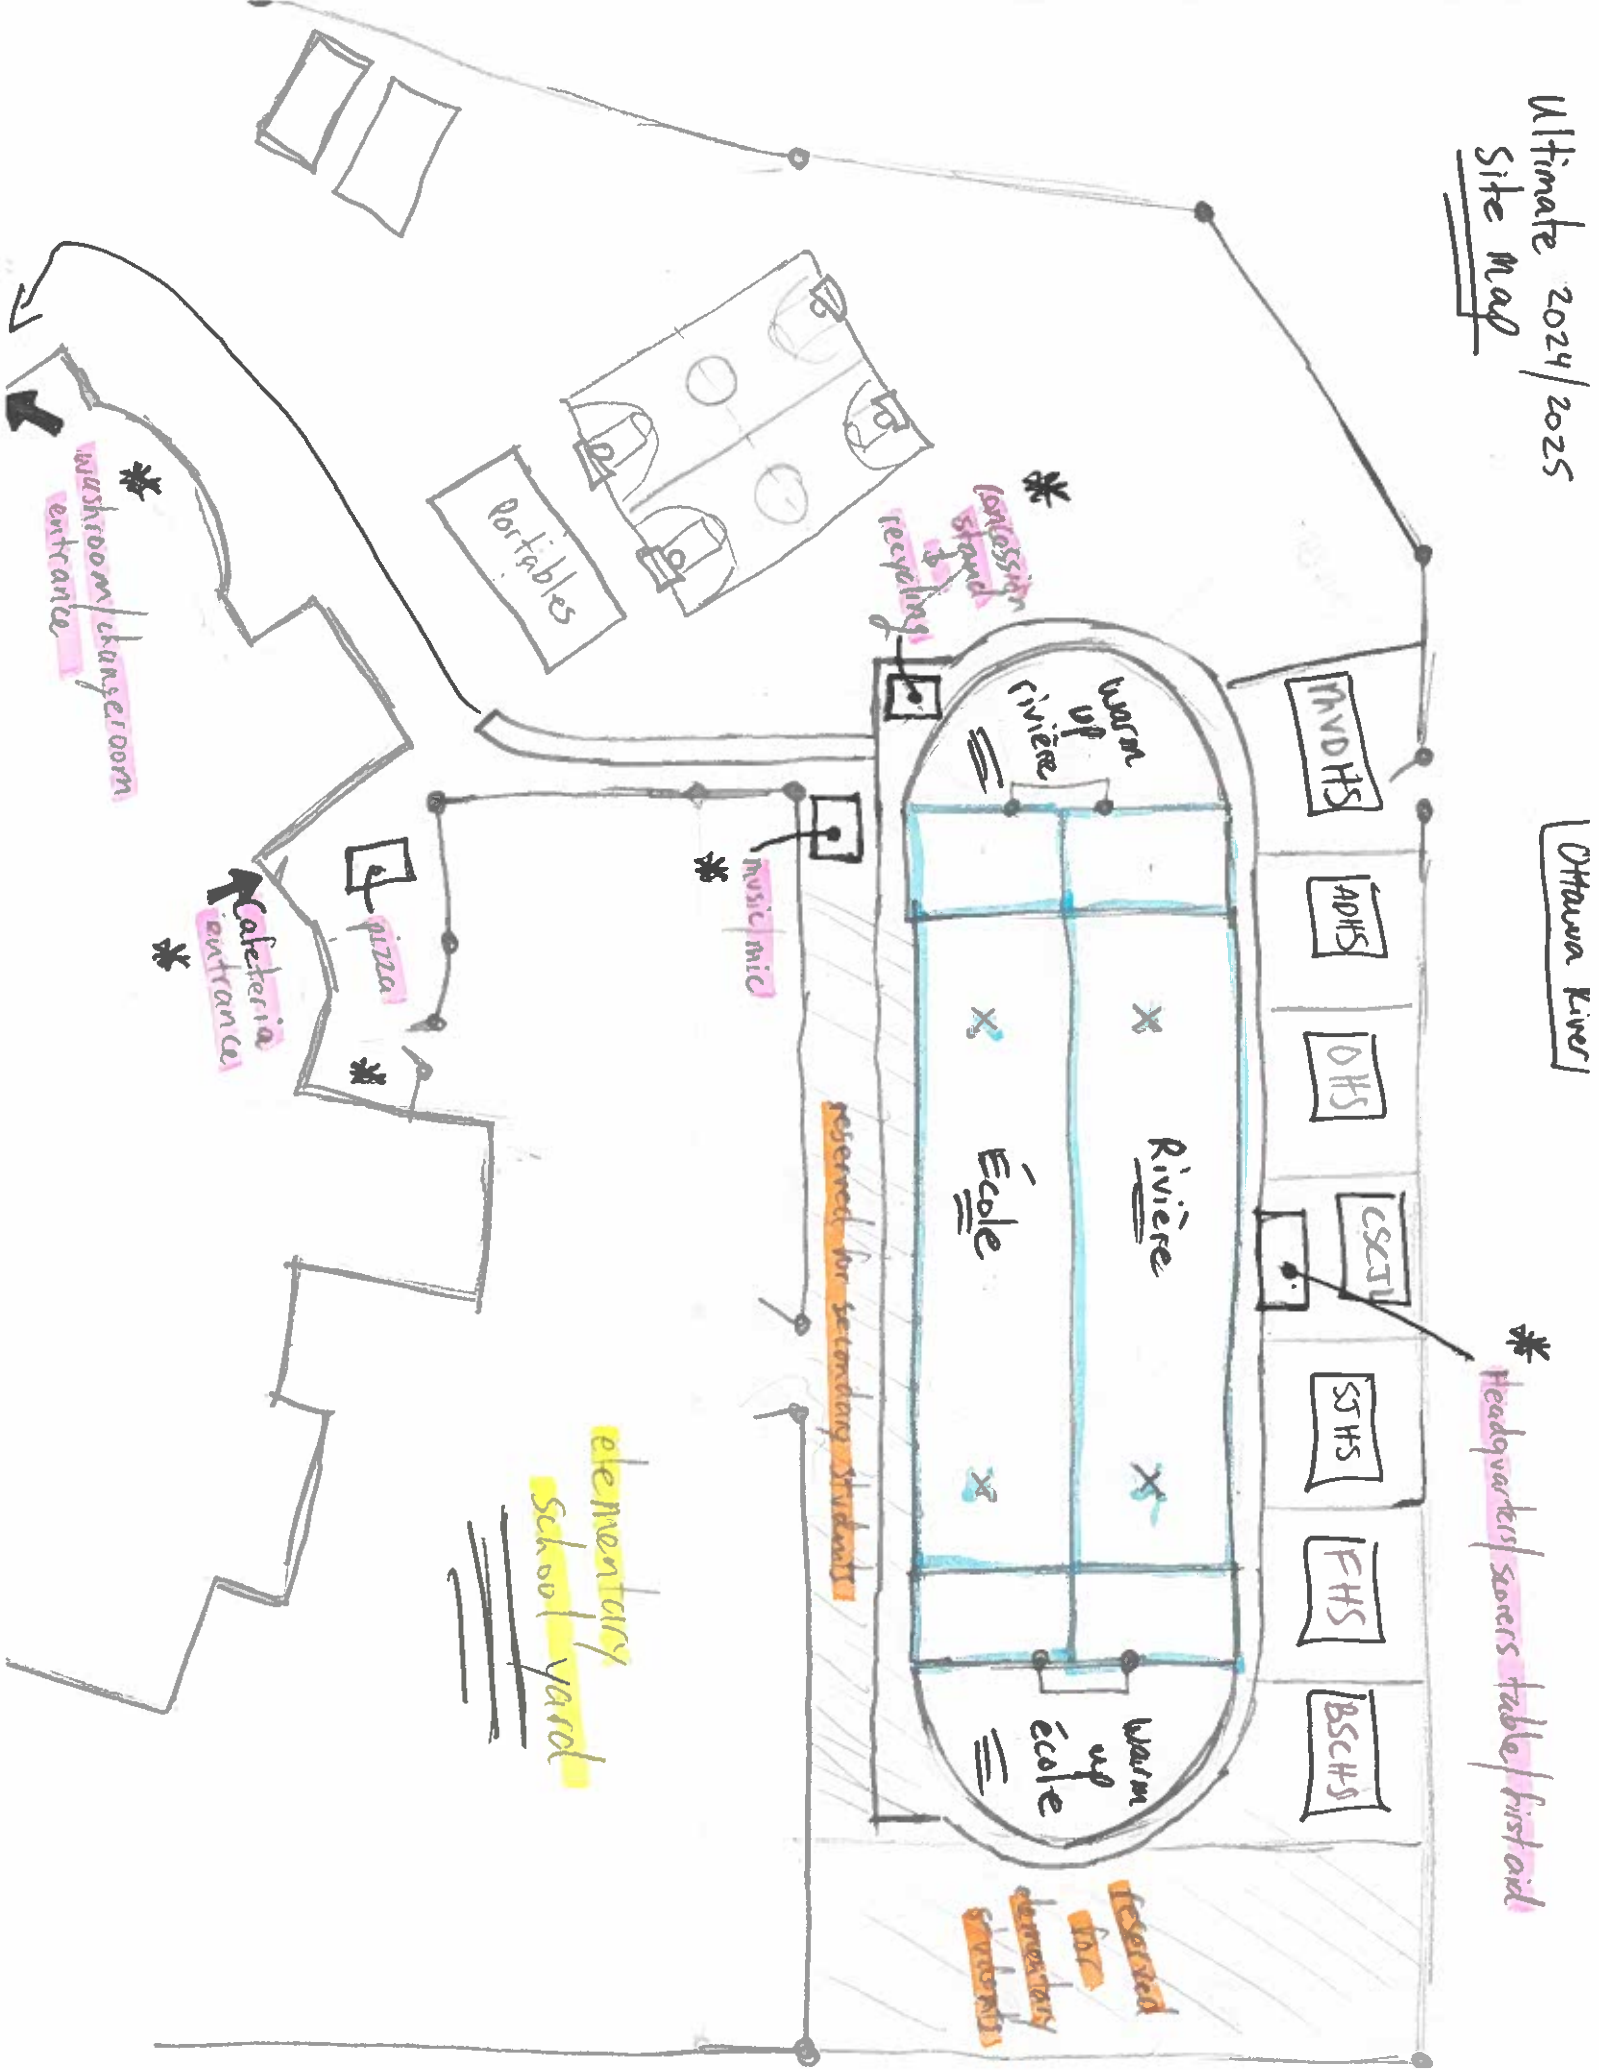 Ultimate 2024/2025
Site Map
Ottawa River
MVDHS
ADHS
OHS
CSCJL
SJHS
FHS
BSCHS
*
Headquarters/scorers table/first aid
*
Concession
stand
&
recycling
warm
up
rivière
Rivière
École
warm
up
école
reserved
for
elementary
students
reserved for secondary students
music/mic
*
Portables
elementary
school yard
pizza
*
Cafeteria
entrance
*
*
washroom/changeroom
entrance